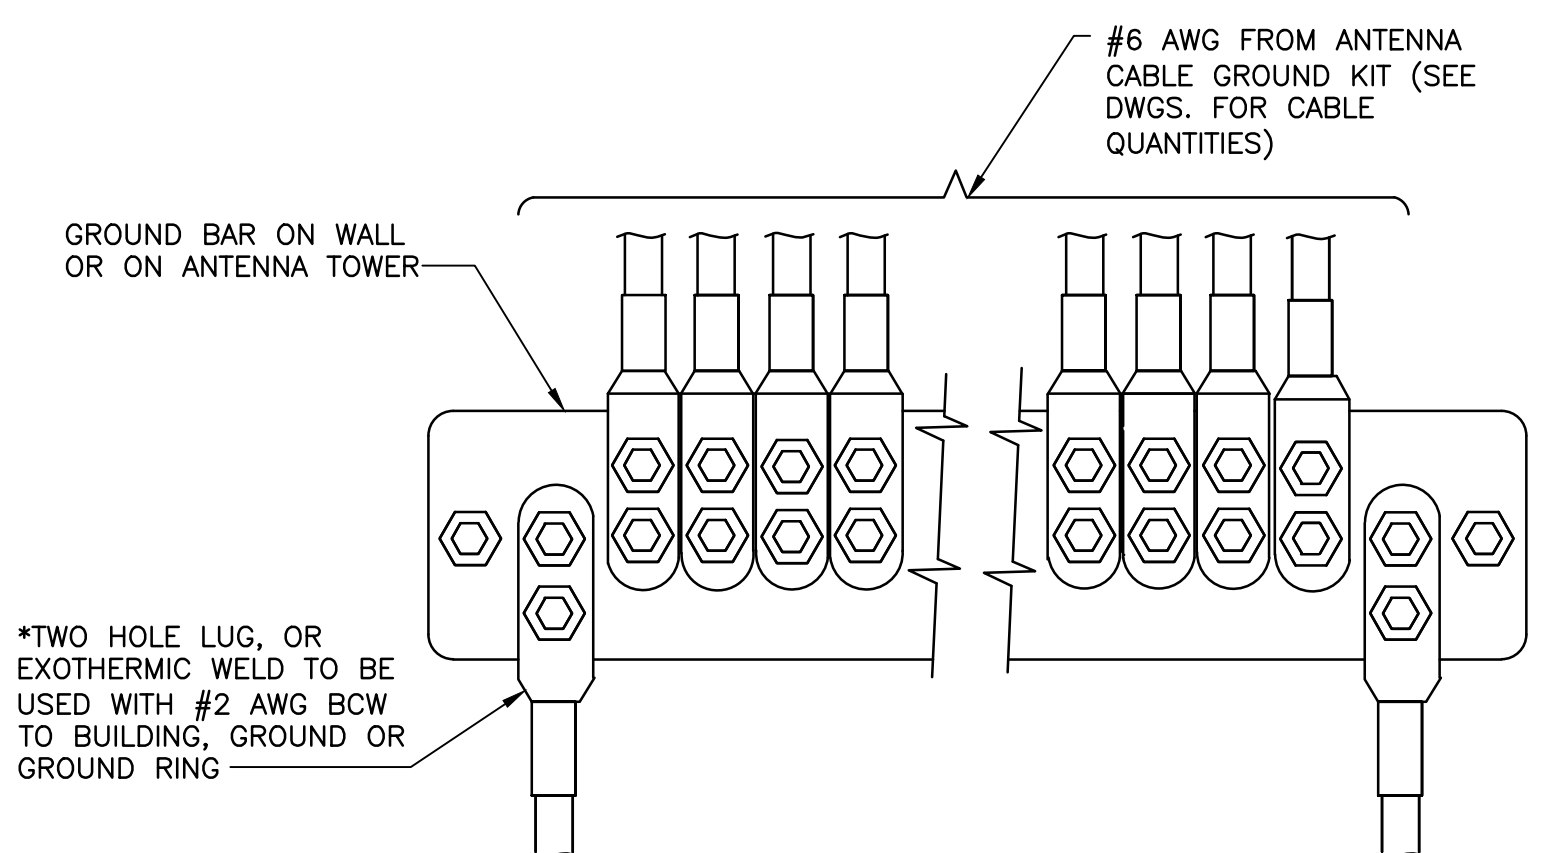 #6 AWG FROM ANTENNA
CABLE GROUND KIT (SEE
DWGS. FOR CABLE
QUANTITIES)
GROUND BAR ON WALL
OR ON ANTENNA TOWER
*TWO HOLE LUG, OR
EXOTHERMIC WELD TO BE
USED WITH #2 AWG BCW
TO BUILDING, GROUND OR
GROUND RING